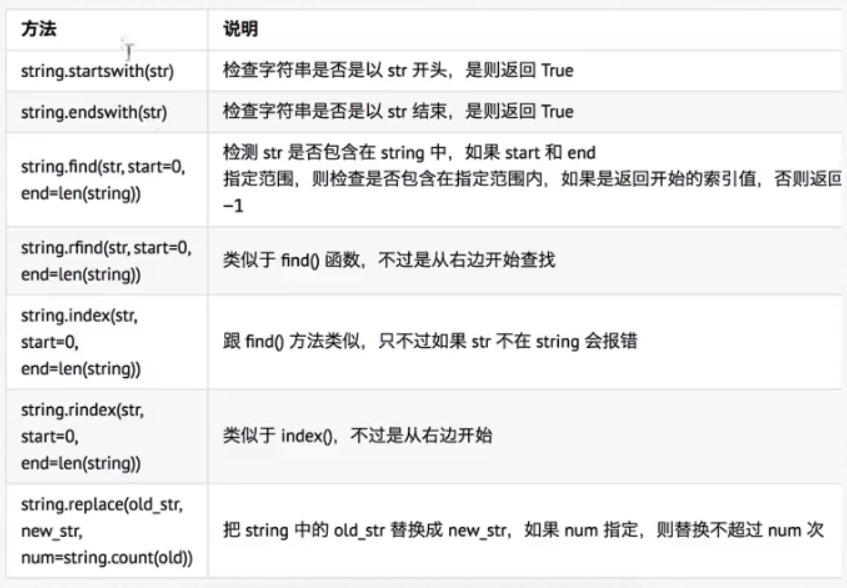 方法
说明
string.startswith(str)
检查字符串是否是以 str 开头，是则返回 True
string.endswith(str)
检查字符串是否是以 str 结束，是则返回 True
string.find(str, start=0,
end=len(string))
检测 str 是否包含在 string 中，如果 start 和 end
指定范围，则检查是否包含在指定范围内，如果是返回开始的索引值，否则返回
−1
string.rfind(str, start=0,
end=len(string))
类似于 find() 函数，不过是从右边开始查找
string.index(str,
start=0,
end=len(string))
跟 find() 方法类似，只不过如果 str 不在 string 会报错
string.rindex(str,
start=0,
end=len(string))
类似于 index()，不过是从右边开始
string.replace(old_str,
new_str,
num=string.count(old))
把 string 中的 old_str 替换成 new_str，如果 num 指定，则替换不超过 num 次